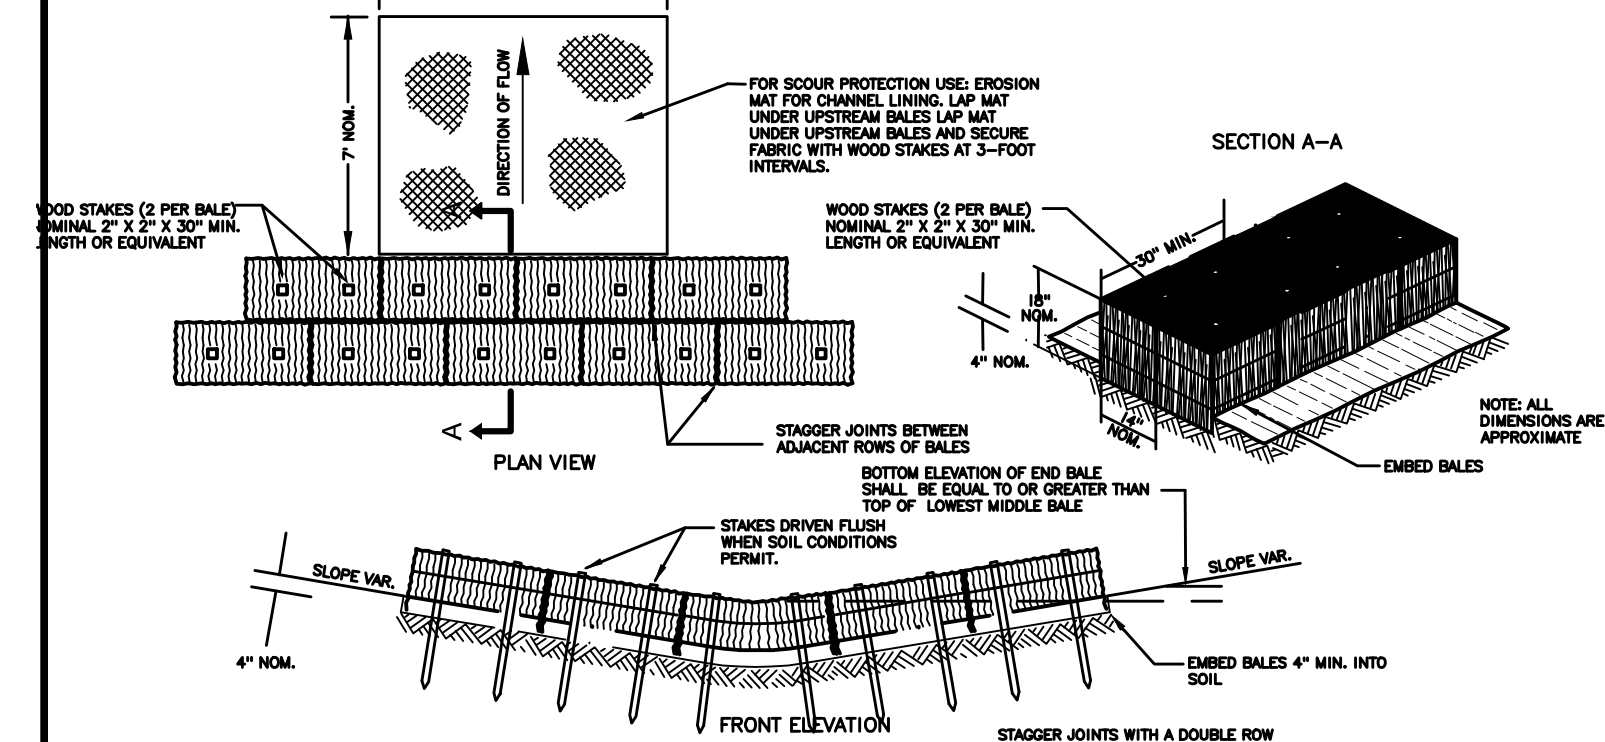 7' NOM.
DIRECTION OF FLOW
FOR SCOUR PROTECTION USE: EROSION
MAT FOR CHANNEL LINING. LAP MAT
UNDER UPSTREAM BALES LAP MAT
UNDER UPSTREAM BALES AND SECURE
FABRIC WITH WOOD STAKES AT 3-FOOT
INTERVALS.
WOOD STAKES (2 PER BALE)
NOMINAL 2" X 2" X 30" MIN.
LENGTH OR EQUIVALENT
A
A
STAGGER JOINTS BETWEEN
ADJACENT ROWS OF BALES
PLAN VIEW
SECTION A-A
WOOD STAKES (2 PER BALE)
NOMINAL 2" X 2" X 30" MIN.
LENGTH OR EQUIVALENT
30" MIN.
18"
NOM.
4" NOM.
14"
NOM.
NOTE: ALL
DIMENSIONS ARE
APPROXIMATE
EMBED BALES
BOTTOM ELEVATION OF END BALE
SHALL BE EQUAL TO OR GREATER THAN
TOP OF LOWEST MIDDLE BALE
STAKES DRIVEN FLUSH
WHEN SOIL CONDITIONS
PERMIT.
SLOPE VAR.
SLOPE VAR.
4" NOM.
EMBED BALES 4" MIN. INTO
SOIL
FRONT ELEVATION
STAGGER JOINTS WITH A DOUBLE ROW